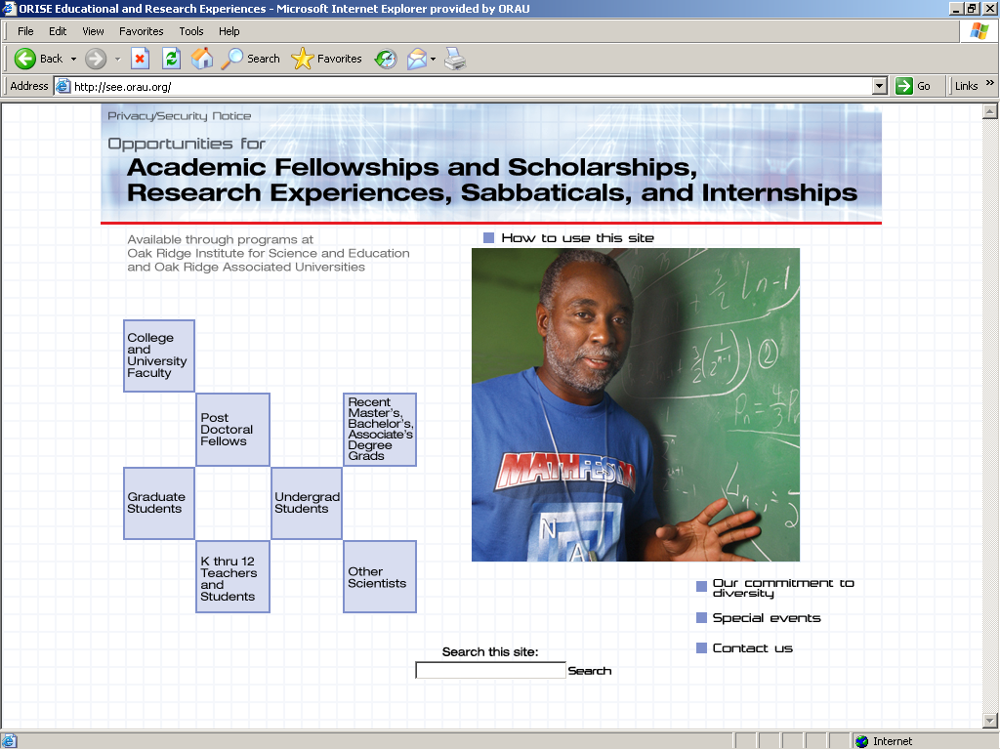 ORISE Educational and Research Experiences - Microsoft Internet Explorer provided by ORAU
File Edit View Favorites Tools Help
Back Search Favorites
Address http://see.orau.org/ Go Links »
Privacy/Security Notice
Opportunities for
Academic Fellowships and Scholarships,
Research Experiences, Sabbaticals, and Internships
Available through programs at
Oak Ridge Institute for Science and Education
and Oak Ridge Associated Universities
How to use this site
College
and
University
Faculty
Post
Doctoral
Fellows
Recent
Master's,
Bachelor's,
Associate's
Degree
Grads
Graduate
Students
Undergrad
Students
K thru 12
Teachers
and
Students
Other
Scientists
MATHFEST
N
A
3/2 ln-1
Our commitment to
diversity
Special events
Contact us
Search this site:
Search
Internet